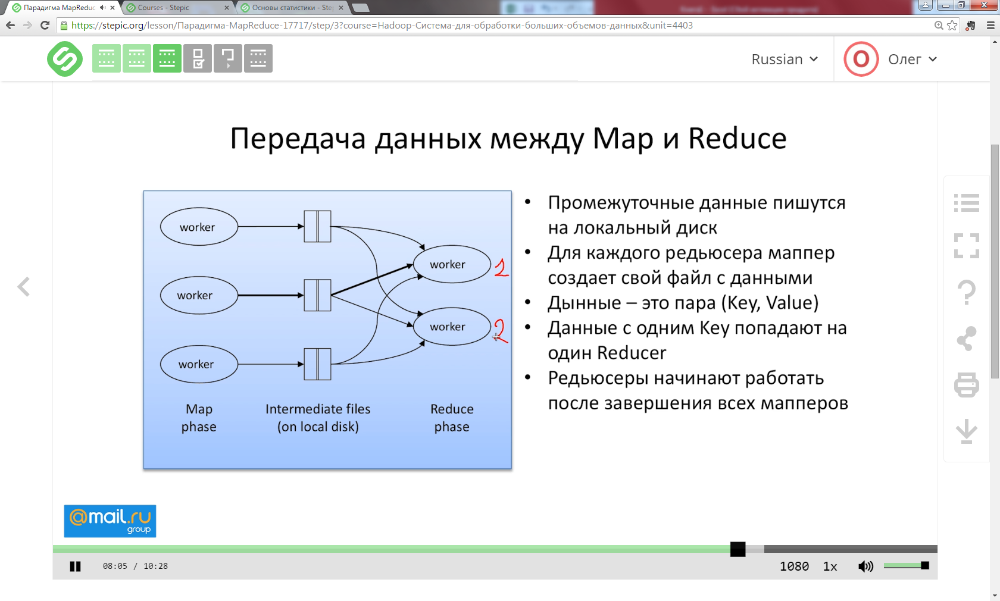 Парадигма MapReduc
Courses - Stepic
Основы статистики - Ste
https://stepic.org/lesson/Парадигма-MapReduce-17717/step/3?course=Hadoop-Система-для-обработки-больших-объемов-данных&unit=4403
Russian
О
Олег
Передача данных между Map и Reduce
worker
worker
worker
worker
worker
1
2
Map
phase
Intermediate files
(on local disk)
Reduce
phase
• Промежуточные данные пишутся
на локальный диск
• Для каждого редьюсера маппер
создает свой файл с данными
• Дынные – это пара (Key, Value)
• Данные с одним Key попадают на
один Reducer
• Редьюсеры начинают работать
после завершения всех мапперов
@mail.ru
group
08:05 / 10:28
1080
1x